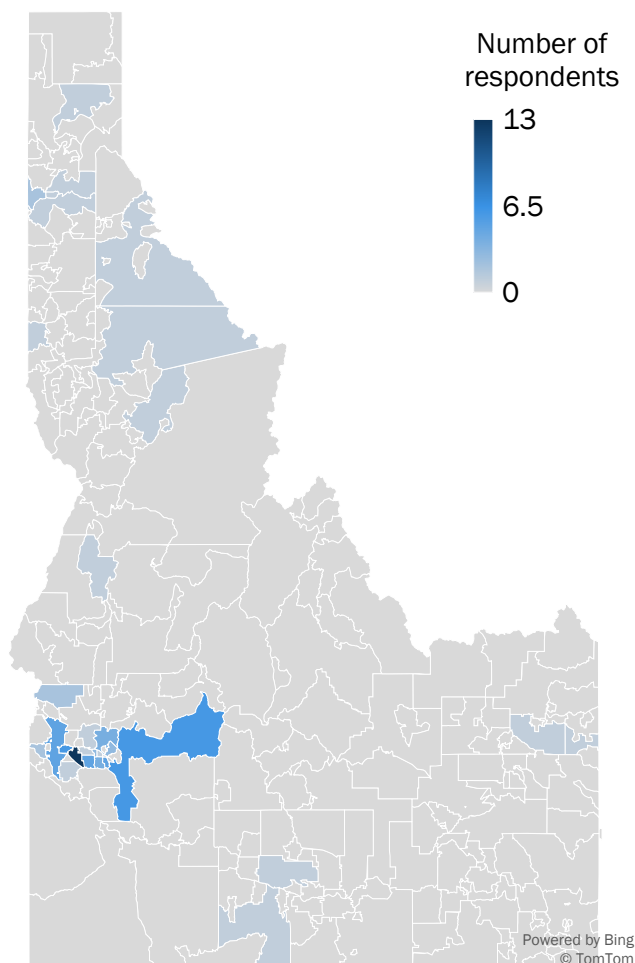 Number of
respondents
13
6.5
0
Powered by Bing
© TomTom